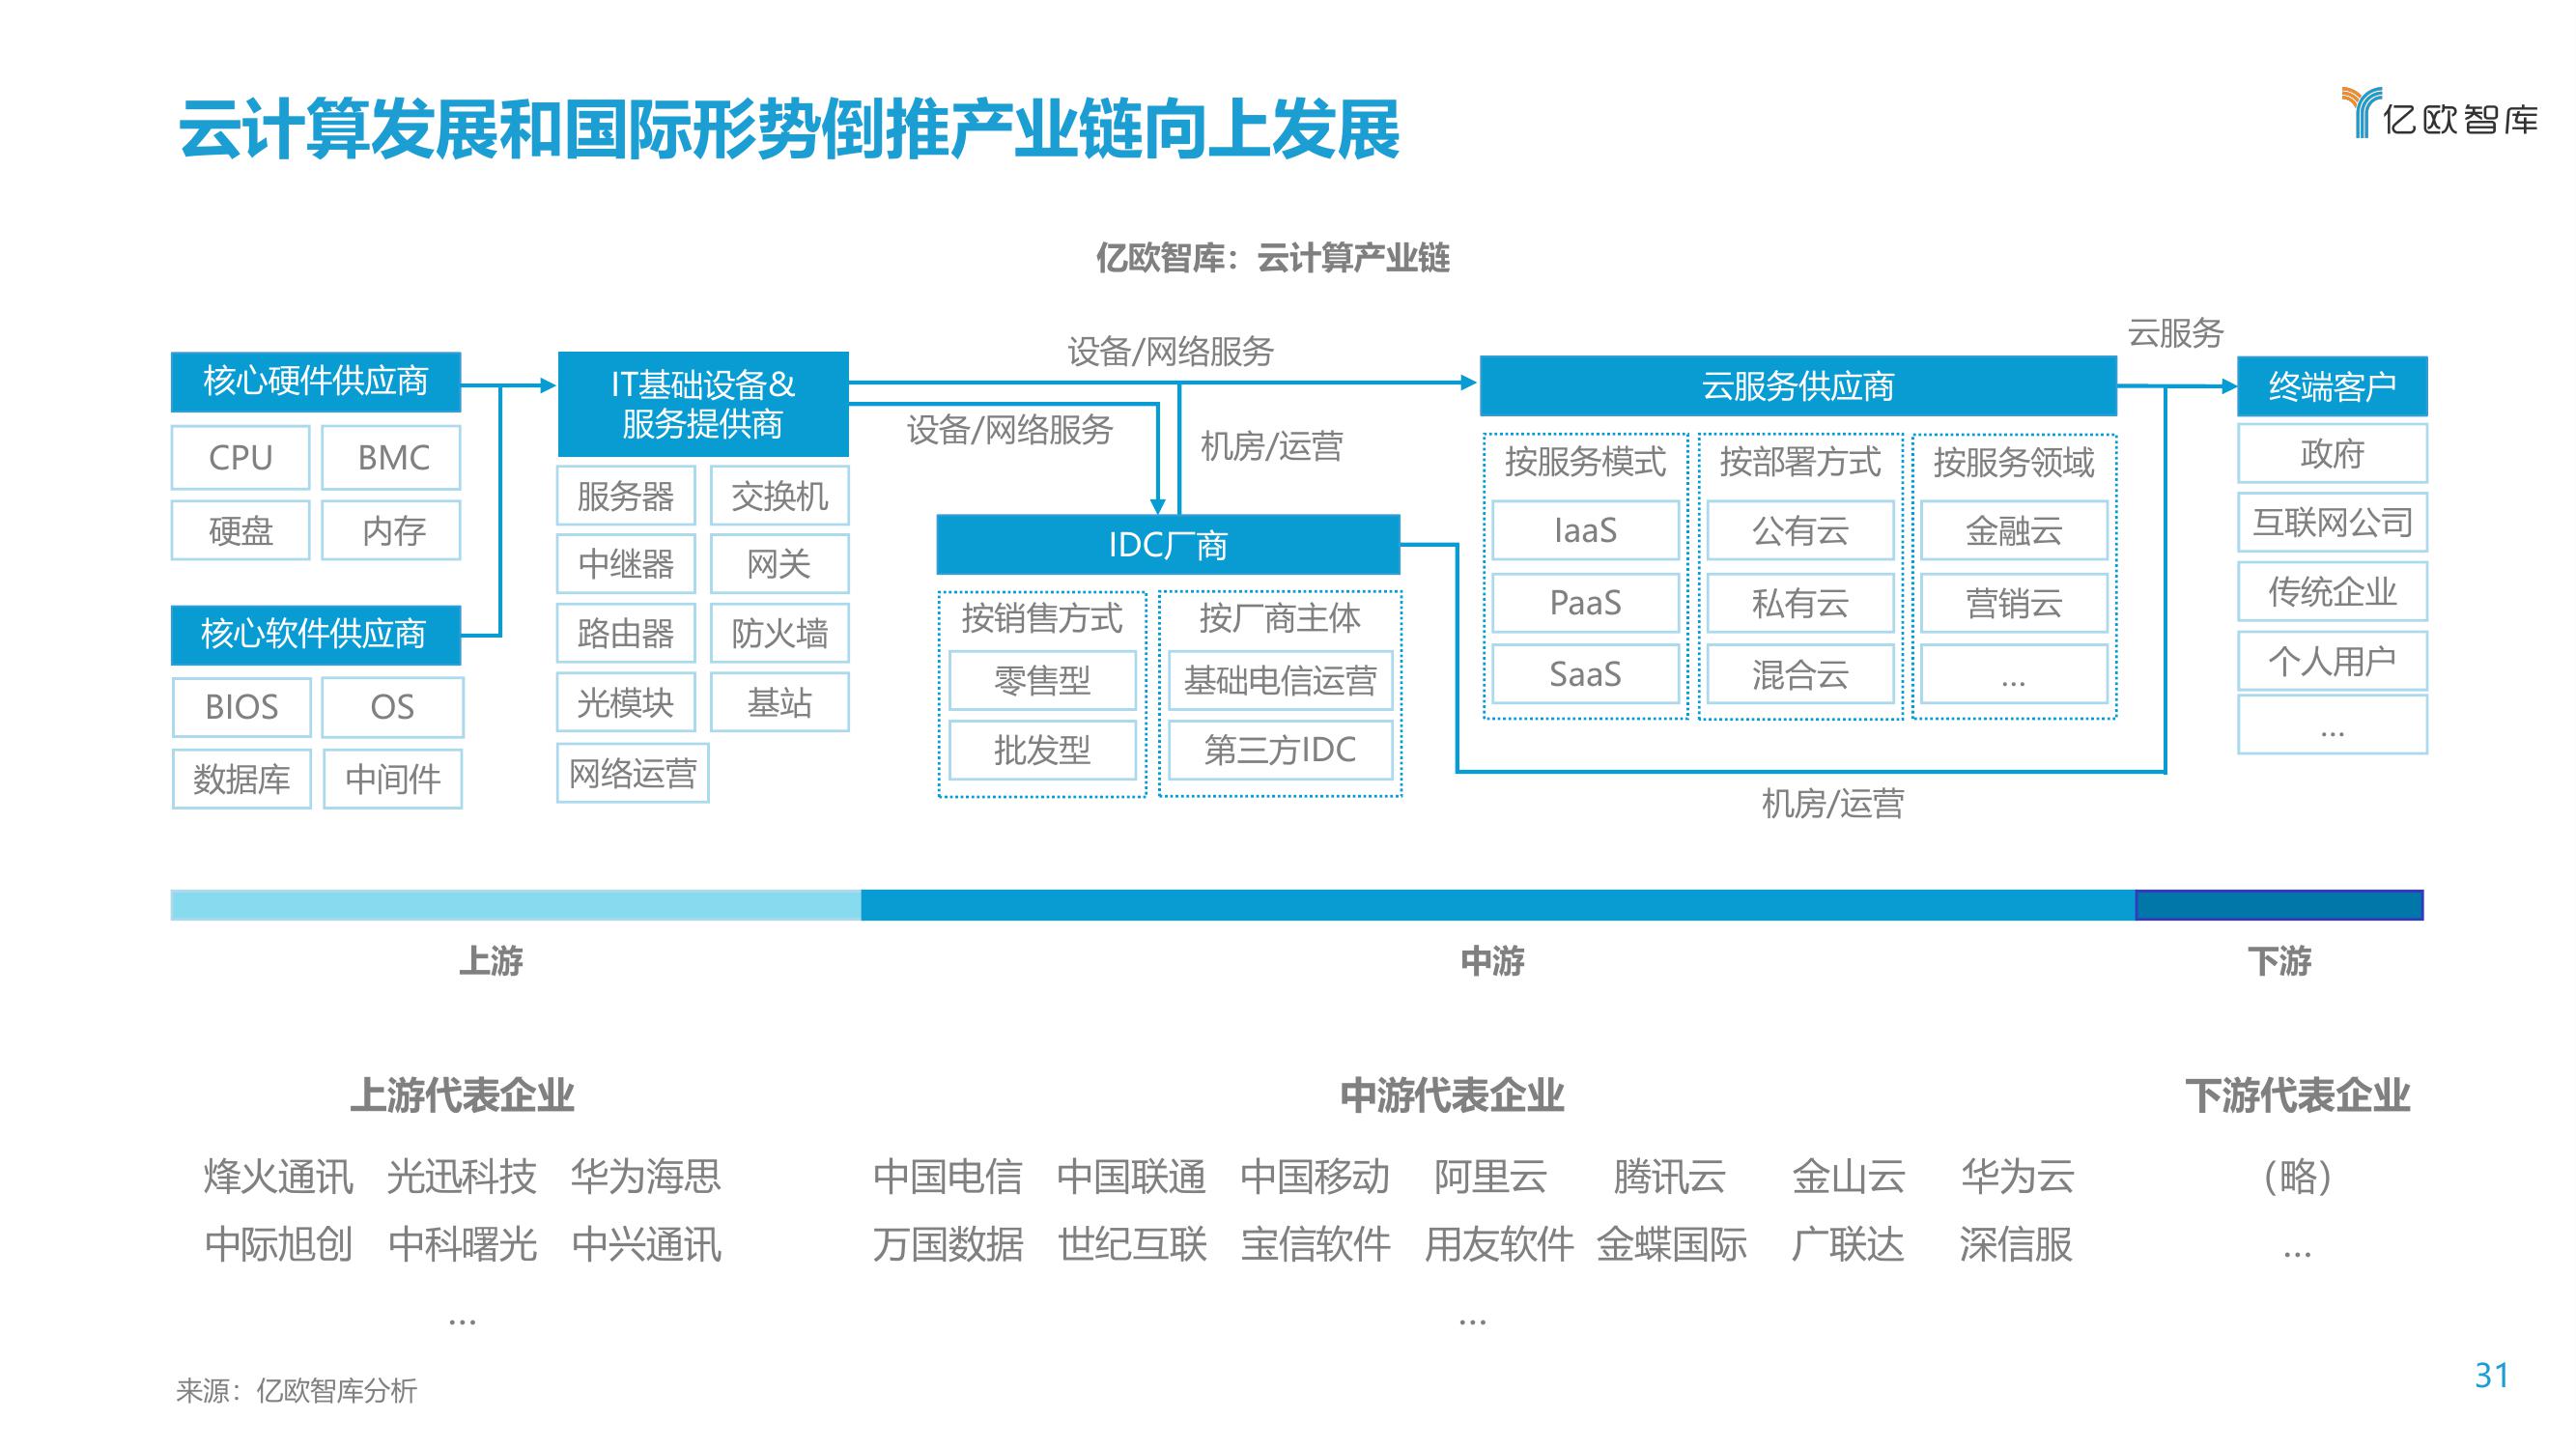 云计算发展和国际形势倒推产业链向上发展
亿欧智库
亿欧智库：云计算产业链
核心硬件供应商
CPU
BMC
硬盘
内存
核心软件供应商
BIOS
OS
数据库
中间件
IT基础设备&
服务提供商
服务器
交换机
中继器
网关
路由器
防火墙
光模块
基站
网络运营
设备/网络服务
设备/网络服务
机房/运营
IDC厂商
按销售方式
零售型
批发型
按厂商主体
基础电信运营
第三方IDC
云服务供应商
按服务模式
IaaS
PaaS
SaaS
按部署方式
公有云
私有云
混合云
按服务领域
金融云
营销云
...
机房/运营
云服务
终端客户
政府
互联网公司
传统企业
个人用户
...
上游
中游
下游
上游代表企业
烽火通讯 光迅科技 华为海思
中际旭创 中科曙光 中兴通讯
...
中游代表企业
中国电信 中国联通 中国移动 阿里云 腾讯云 金山云 华为云
万国数据 世纪互联 宝信软件 用友软件 金蝶国际 广联达 深信服
...
下游代表企业
（略）
...
来源：亿欧智库分析
31